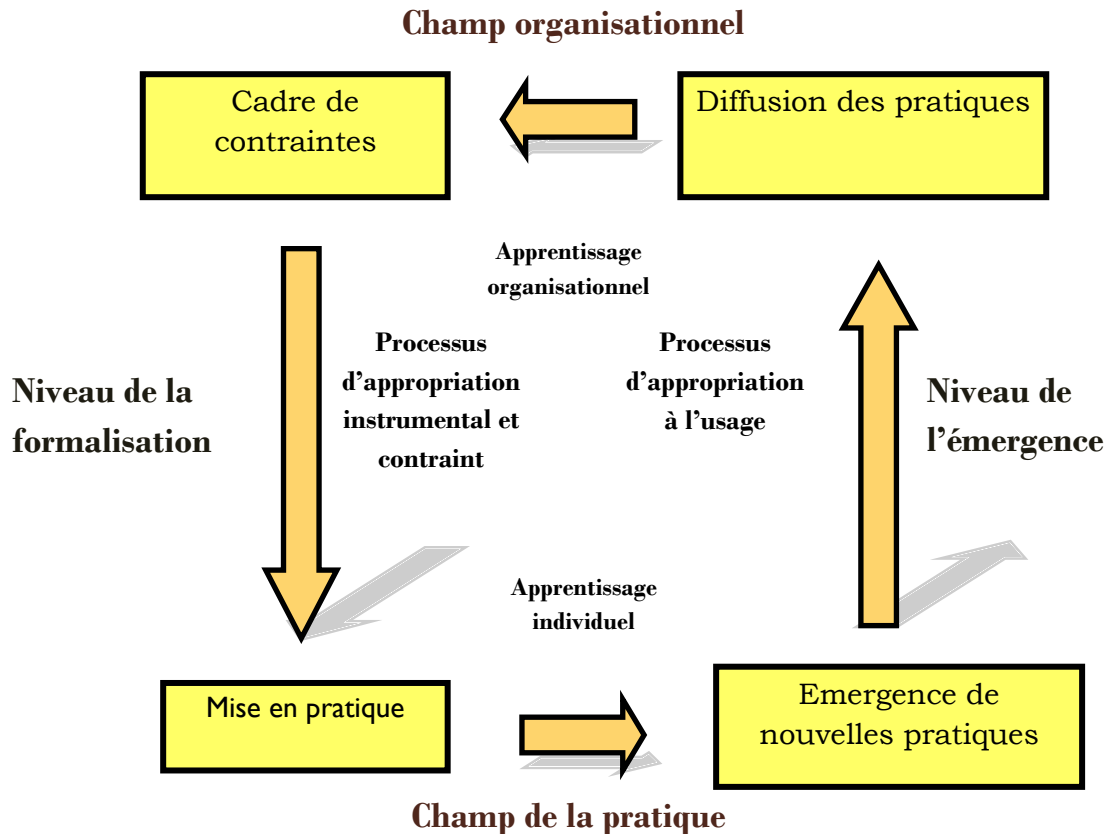 Champ organisationnel
Cadre de
contraintes
Diffusion des pratiques
Apprentissage
organisationnel
Processus
d'appropriation
instrumental et
contraint
Processus
d'appropriation
à l'usage
Niveau de la
formalisation
Niveau de
l'émergence
Apprentissage
individuel
Mise en pratique
Emergence de
nouvelles pratiques
Champ de la pratique